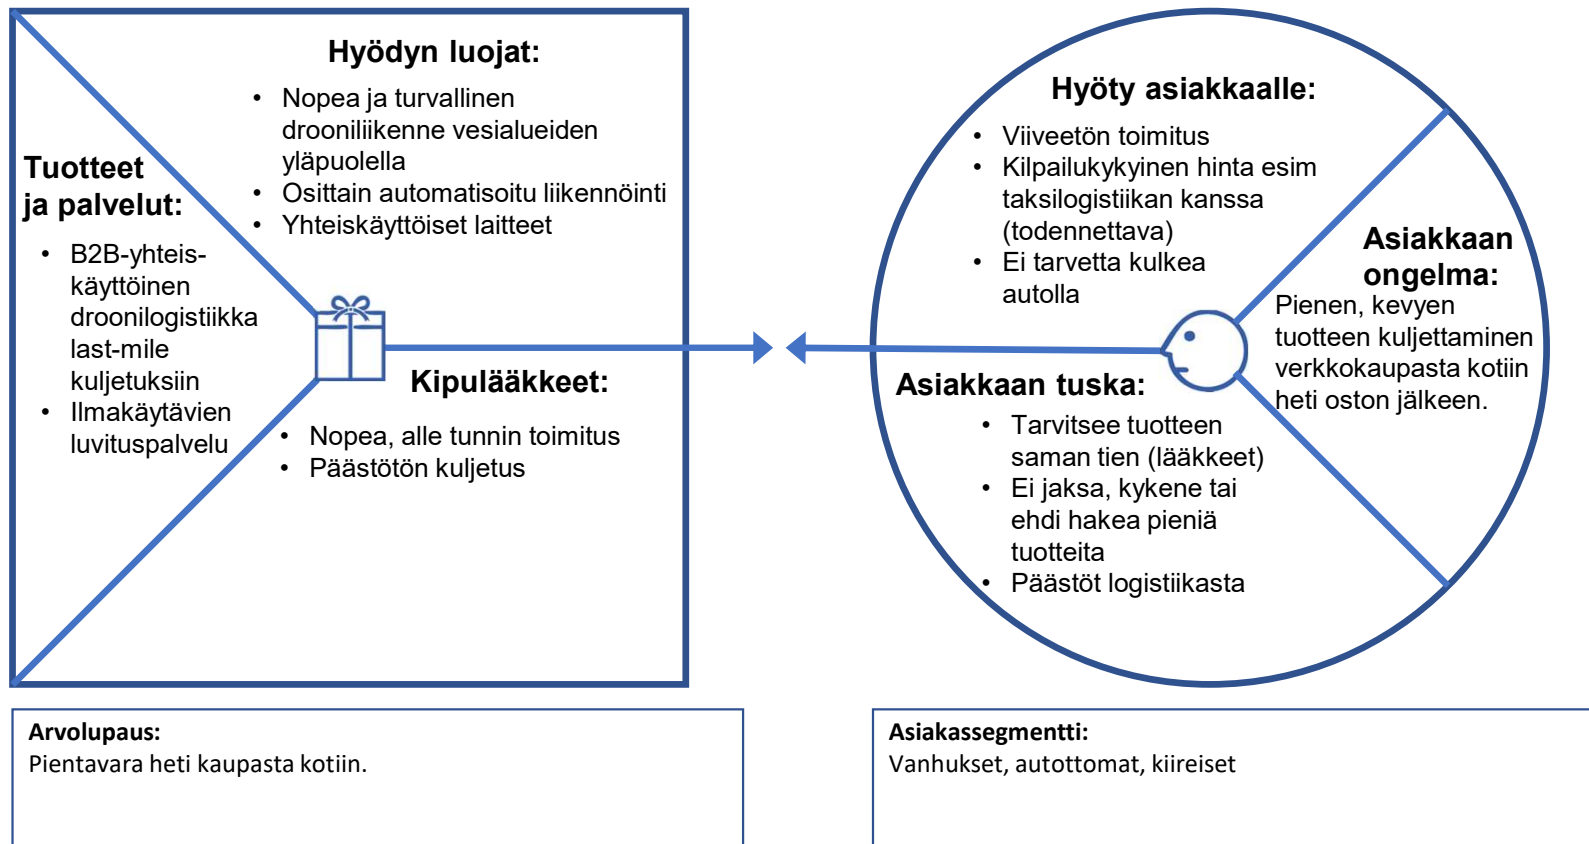 Hyödyn luojat:
• Nopea ja turvallinen
drooniliikenne vesialueiden
yläpuolella
• Osittain automatisoitu liikennöinti
• Yhteiskäyttöiset laitteet
Tuotteet
ja palvelut:
• B2B-yhteis-
käyttöinen
droonilogistiikka
last-mile
kuljetuksiin
• Ilmakäytävien
luvituspalvelu
Kipulääkkeet:
• Nopea, alle tunnin toimitus
• Päästötön kuljetus
Hyöty asiakkaalle:
• Viiveetön toimitus
• Kilpailukykyinen hinta esim
taksilogistiikan kanssa
(todennettava)
• Ei tarvetta kulkea
autolla
Asiakkaan
ongelma:
Pienen, kevyen
tuotteen kuljettaminen
verkkokaupasta kotiin
heti oston jälkeen.
Asiakkaan tuska:
• Tarvitsee tuotteen
saman tien (lääkkeet)
• Ei jaksa, kykene tai
ehdi hakea pieniä
tuotteita
• Päästöt logistiikasta
Arvolupaus:
Pientavara heti kaupasta kotiin.
Asiakassegmentti:
Vanhukset, autottomat, kiireiset